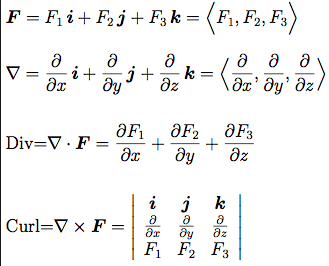 F = F₁ i + F₂ j + F₃ k = ⟨F₁, F₂, F₃⟩
∇ = ∂/∂x i + ∂/∂y j + ∂/∂z k = ⟨∂/∂x, ∂/∂y, ∂/∂z⟩
Div=∇ · F = ∂F₁/∂x + ∂F₂/∂y + ∂F₃/∂z
Curl=∇ × F = | i j k |
| ∂/∂x ∂/∂y ∂/∂z |
| F₁ F₂ F₃ |